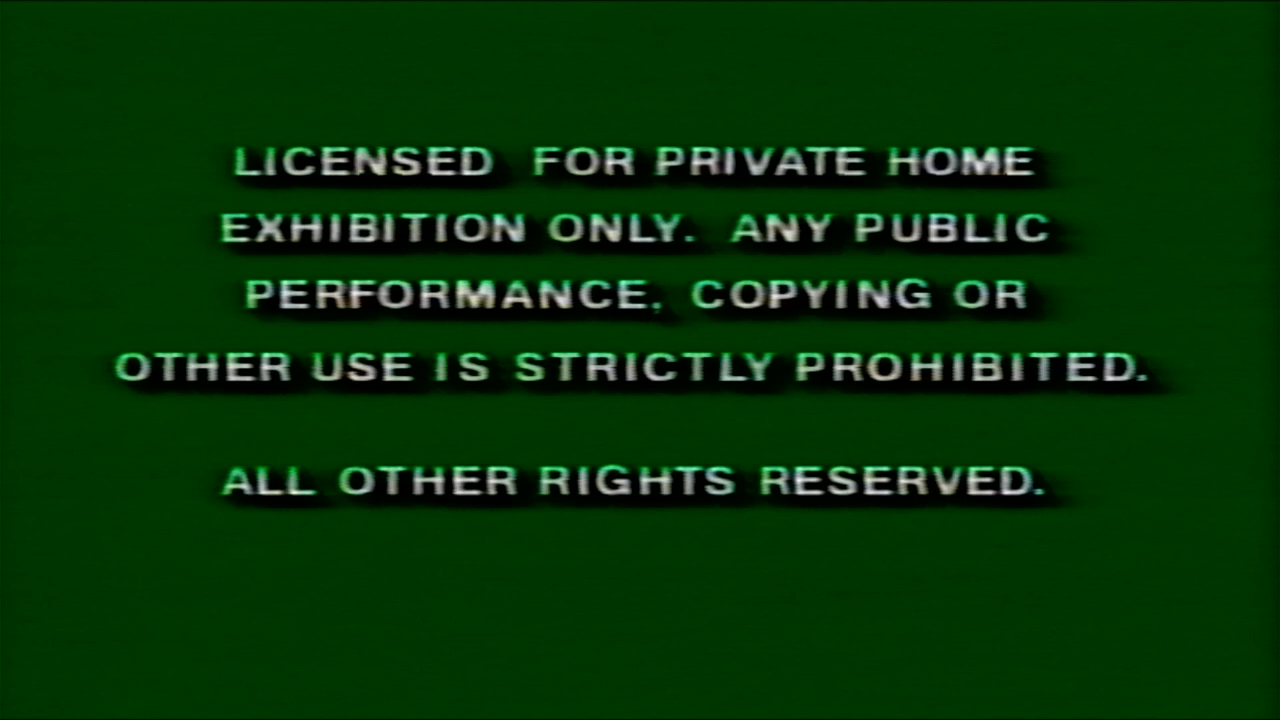 LICENSED FOR PRIVATE HOME
EXHIBITION ONLY. ANY PUBLIC
PERFORMANCE, COPYING OR
OTHER USE IS STRICTLY PROHIBITED.
ALL OTHER RIGHTS RESERVED.